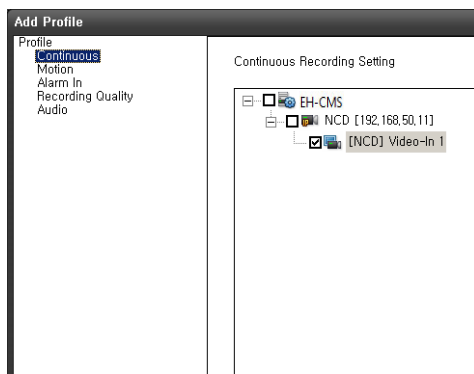 Add Profile
Profile
Continuous
Motion
Alarm In
Recording Quality
Audio
Continuous Recording Setting
EH-CMS
NCD [192,168,50,11]
[NCD] Video-In 1